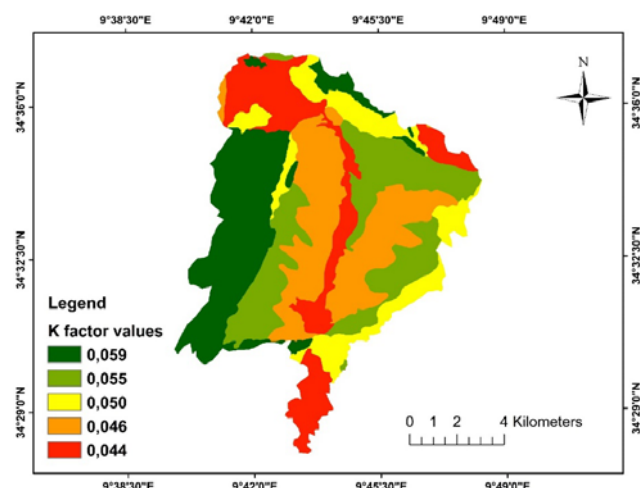 9°38'30"E 9°42'0"E 9°45'30"E 9°49'0"E
N
34°36'0"N 34°36'0"N
34°32'30"N 34°32'30"N
Legend
K factor values
0,059
0,055
0,050
0,046
0,044
34°29'0"N 34°29'0"N
0 1 2 4 Kilometers
9°38'30"E 9°42'0"E 9°45'30"E 9°49'0"E